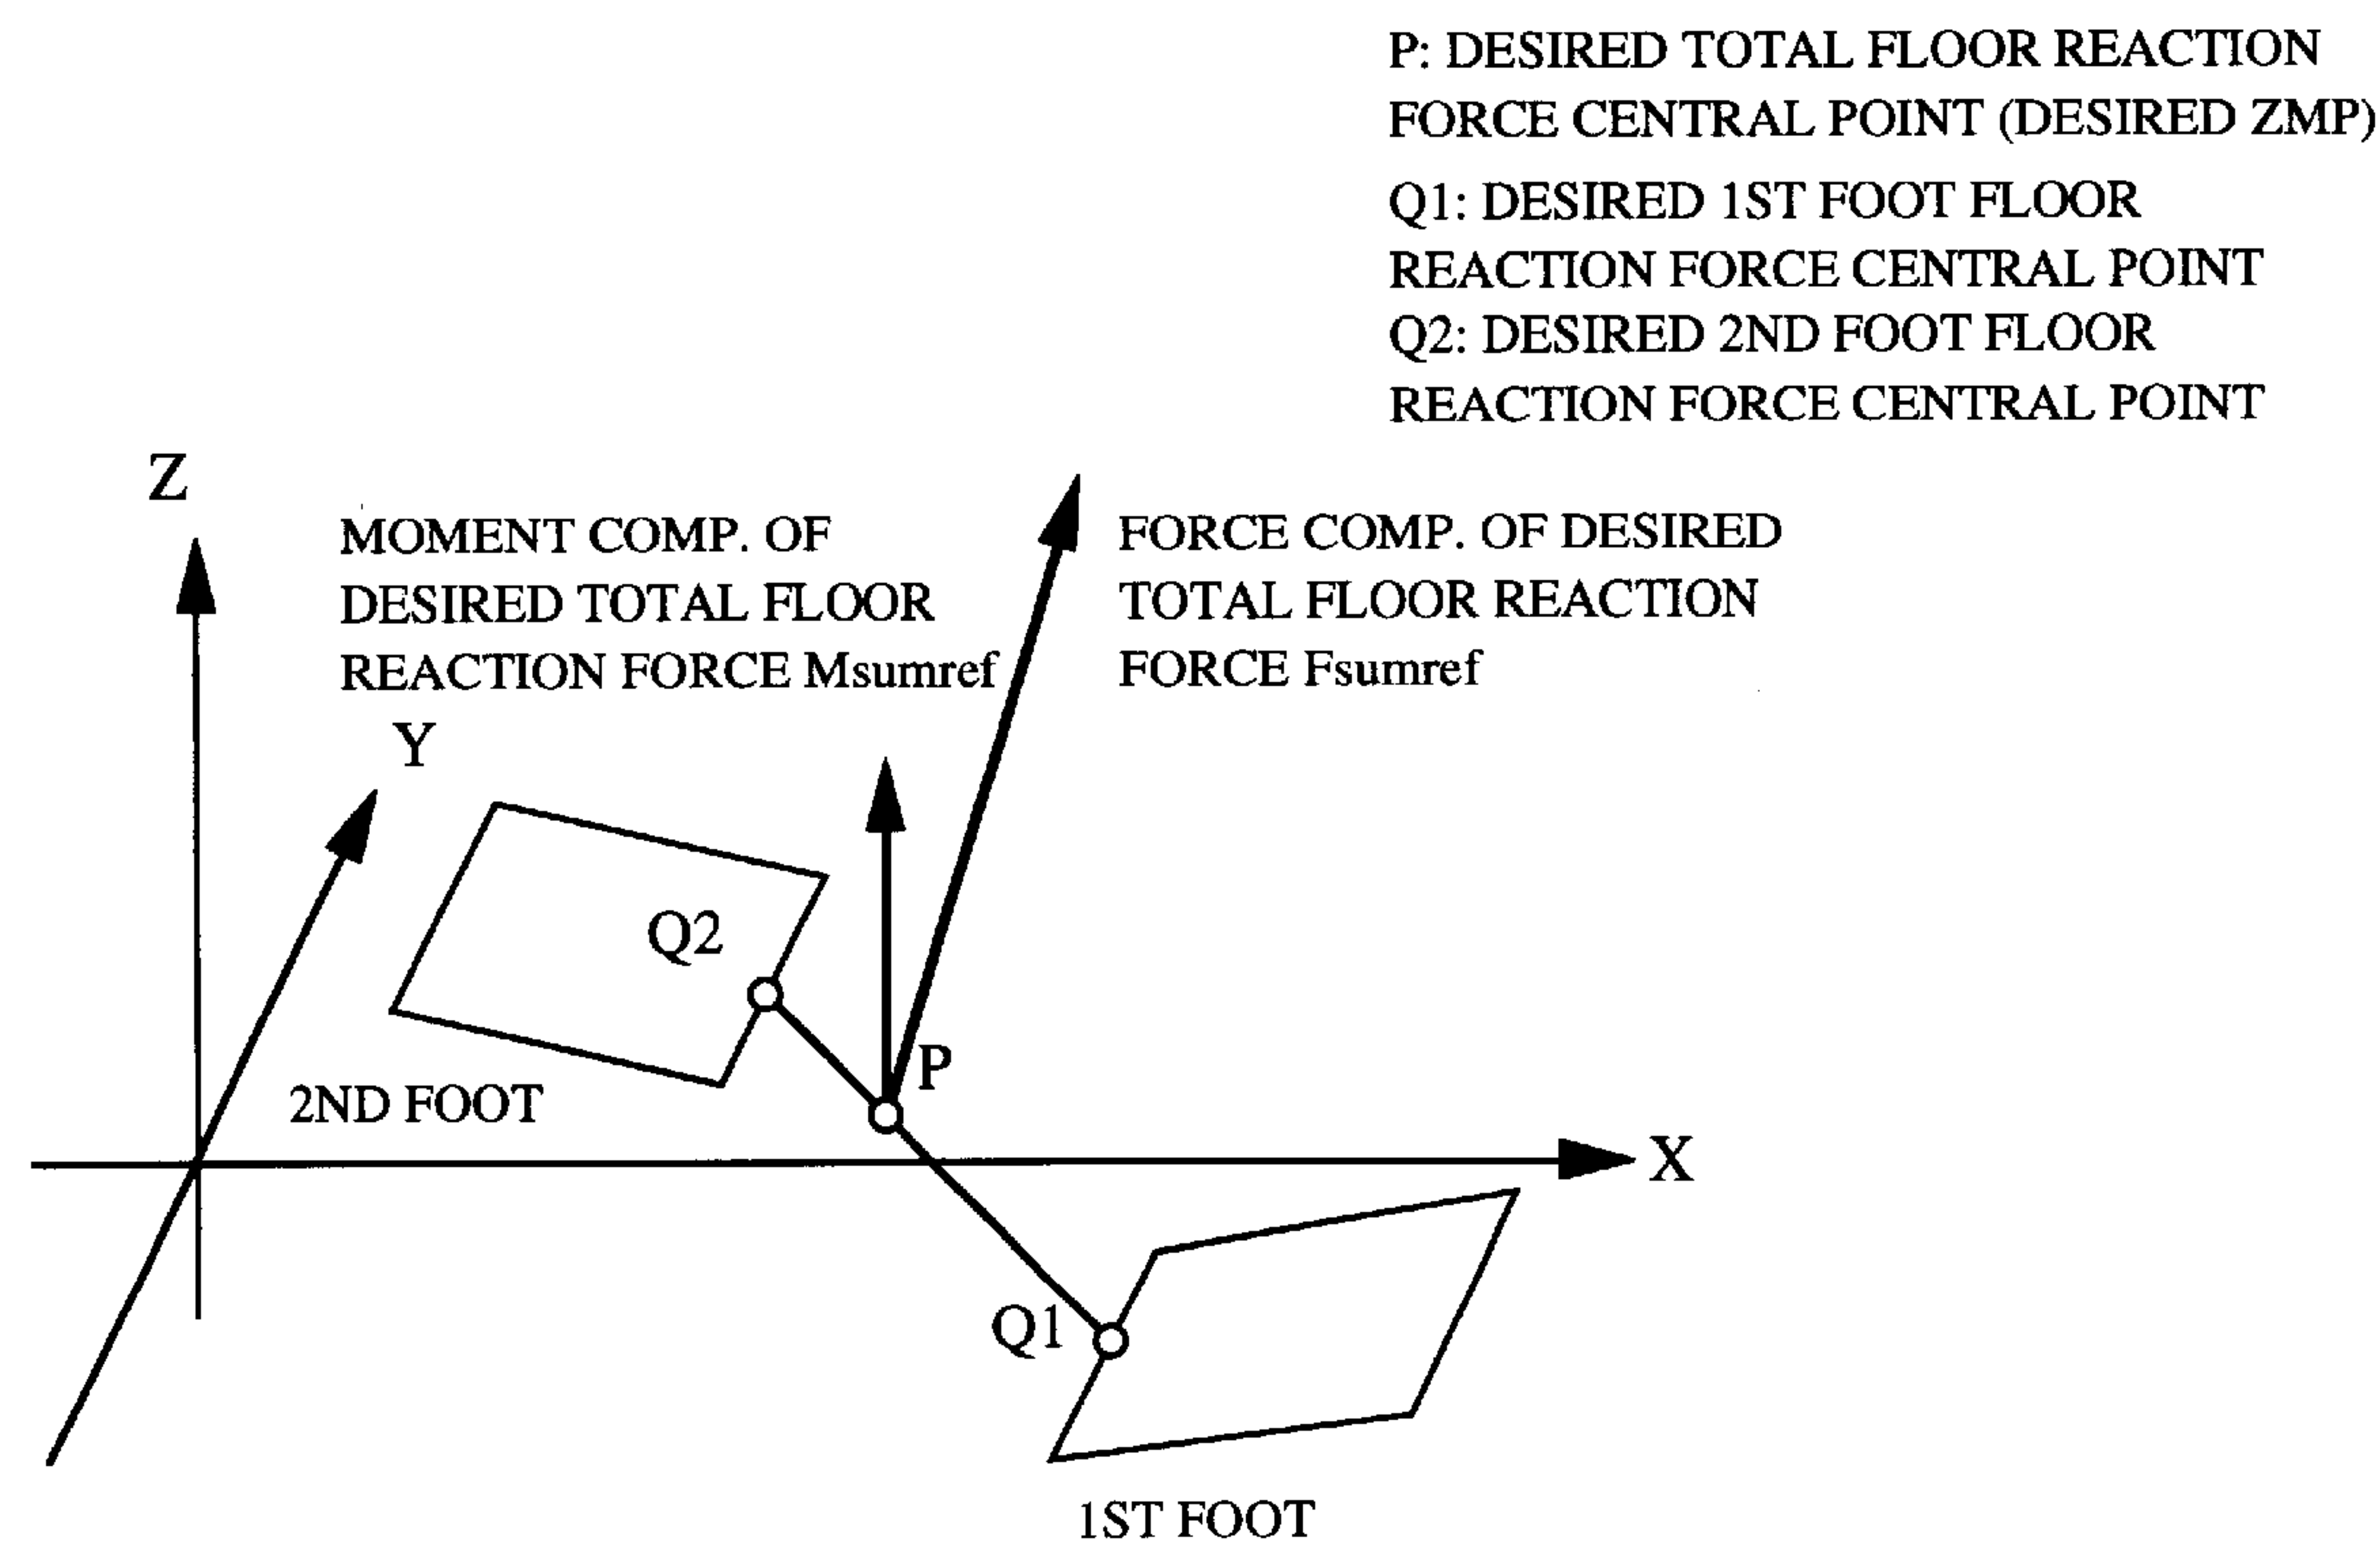 P: DESIRED TOTAL FLOOR REACTION
FORCE CENTRAL POINT (DESIRED ZMP)
Q1: DESIRED 1ST FOOT FLOOR
REACTION FORCE CENTRAL POINT
Q2: DESIRED 2ND FOOT FLOOR
REACTION FORCE CENTRAL POINT
Z
MOMENT COMP. OF
DESIRED TOTAL FLOOR
REACTION FORCE Msumref
FORCE COMP. OF DESIRED
TOTAL FLOOR REACTION
FORCE Fsumref
Y
Q2
P
2ND FOOT
X
Q1
1ST FOOT